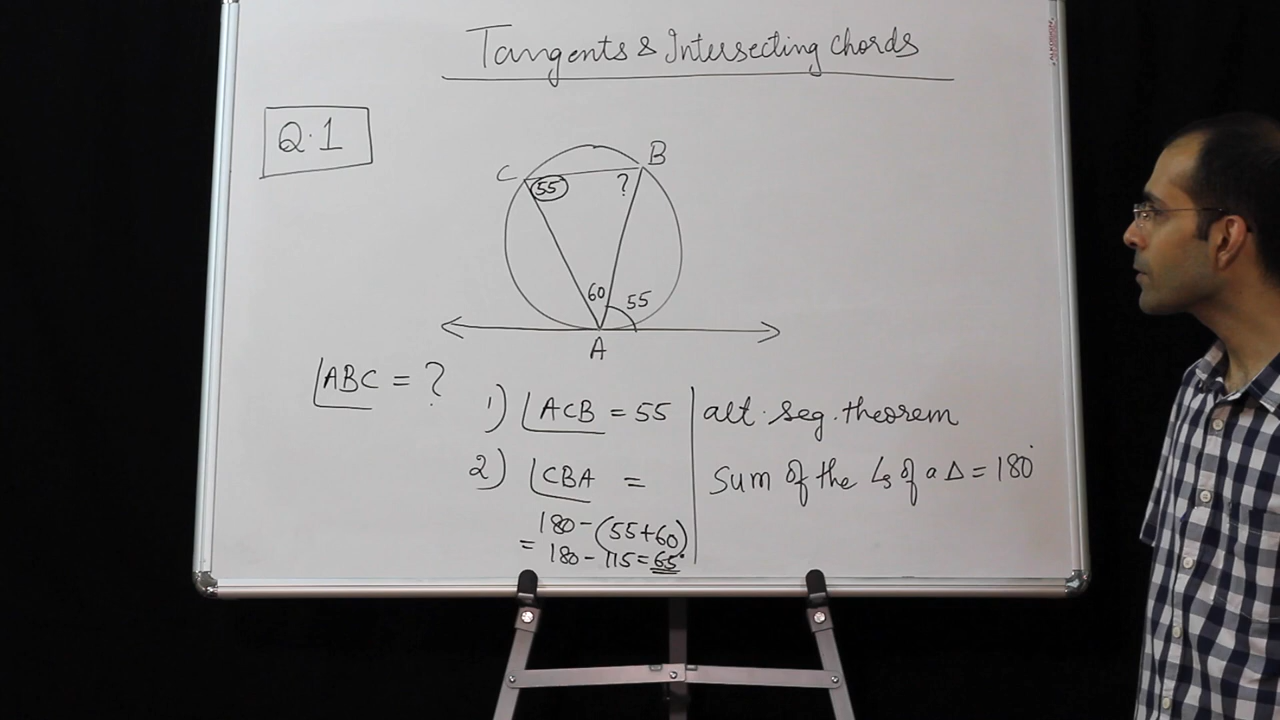 Tangents & Intersecting chords
Q.1
C
B
55
?
60
55
A
∠ABC = ?
1) ∠ACB = 55 | alt. seg. theorem
2) ∠CBA = | Sum of the ∠s of a Δ = 180°
180 - (55+60)
= 180 - 115 = 65°